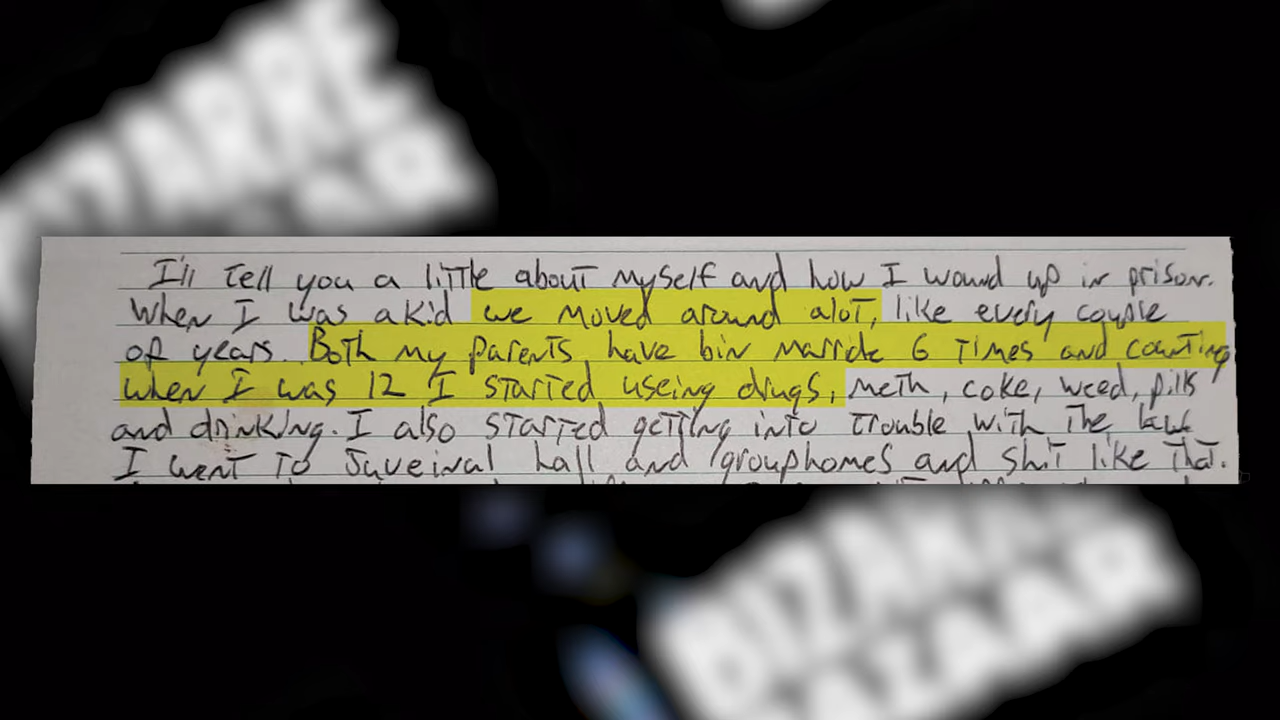 I'll tell you a little about myself and how I wound up in prison.
When I was a kid we moved around alot, like every couple
of years. Both my parents have bin marride 6 times and counting
when I was 12 I started useing drugs, meth, coke, weed, pills
and drinking. I also started getting into trouble with the law
I went to Juveinal hall and grouphomes and shit like that.